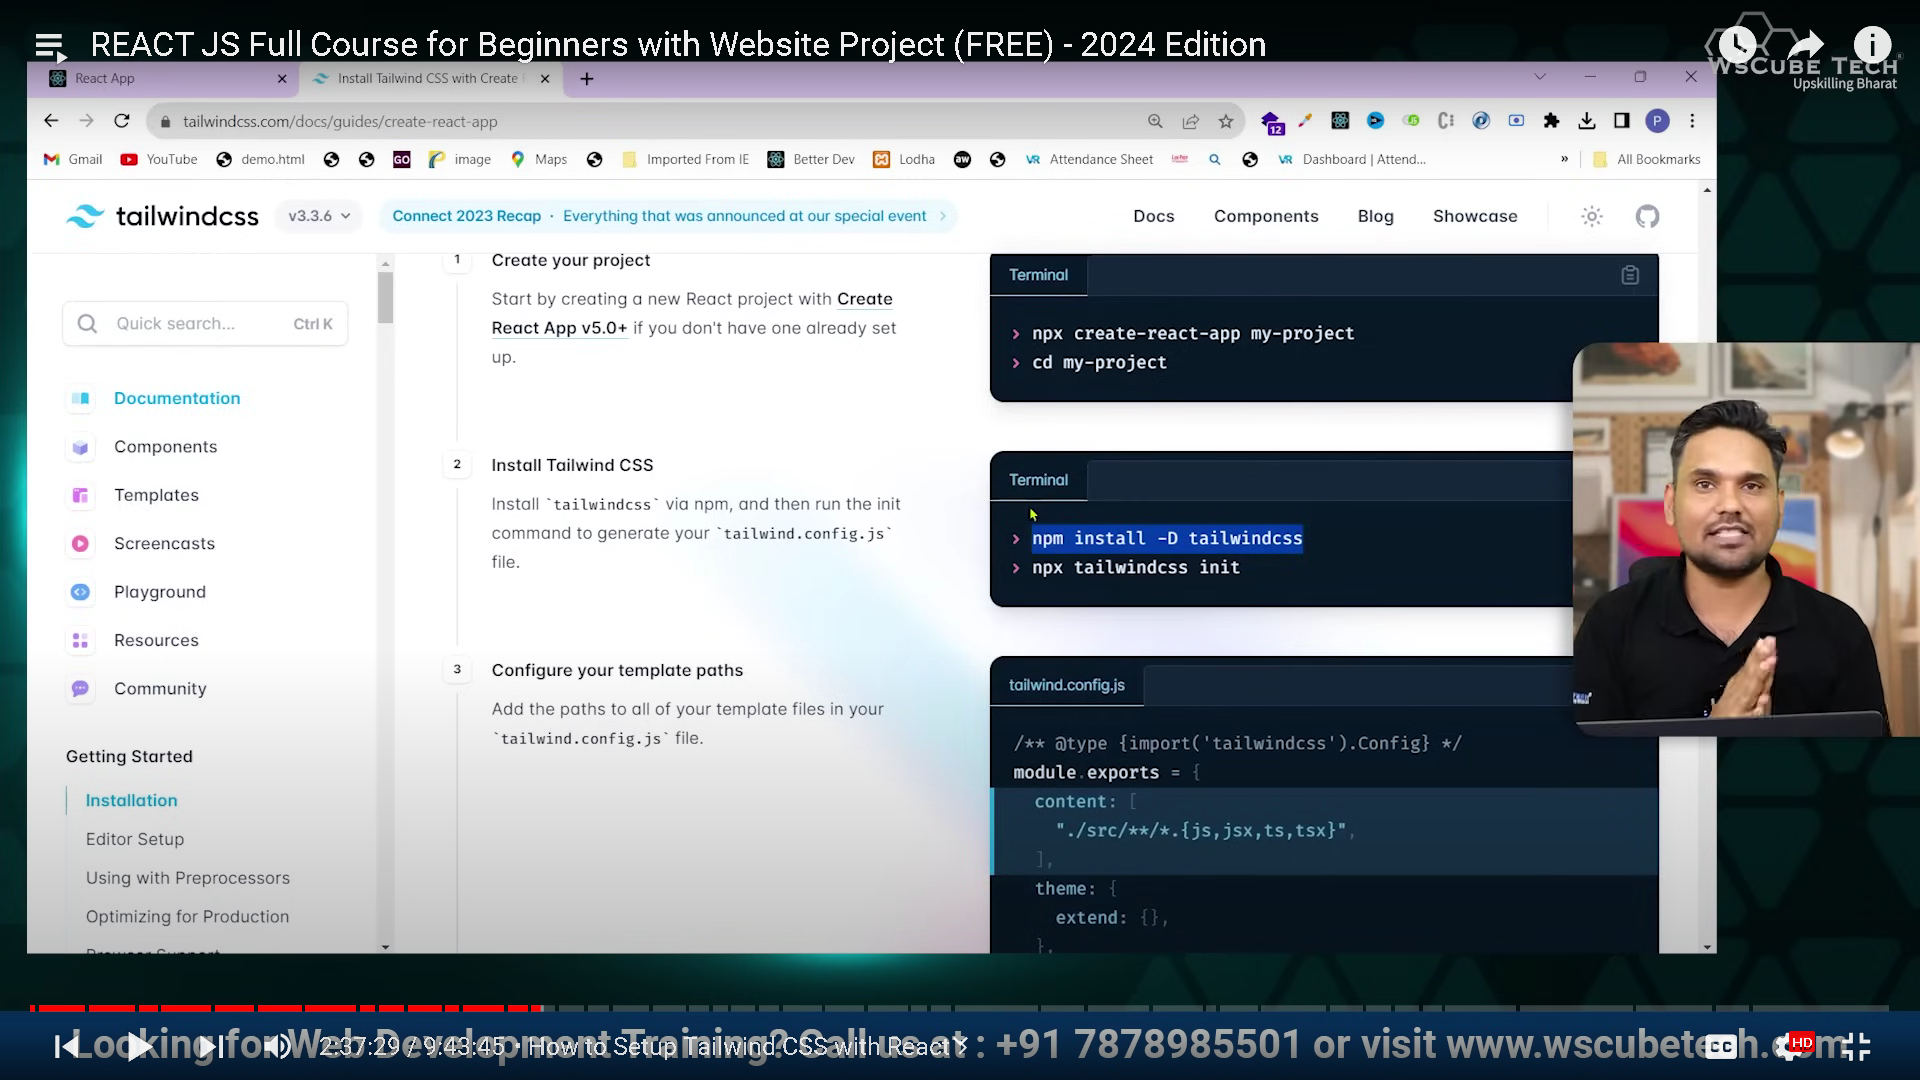 REACT JS Full Course for Beginners with Website Project (FREE) - 2024 Edition
WsCUBE TECH
Upskilling Bharat
React App
Install Tailwind CSS with Create
tailwindcss.com/docs/guides/create-react-app
12
P
Gmail
YouTube
demo.html
GO
image
Maps
Imported From IE
Better Dev
Lodha
aw
VR Attendance Sheet
VR Dashboard | Attend...
» All Bookmarks
tailwindcss
v3.3.6
Connect 2023 Recap · Everything that was announced at our special event
Docs
Components
Blog
Showcase
Quick search...
Ctrl K
Documentation
Components
Templates
Screencasts
Playground
Resources
Community
Getting Started
Installation
Editor Setup
Using with Preprocessors
Optimizing for Production
Browser Support
1
Create your project
Start by creating a new React project with Create
React App v5.0+ if you don't have one already set
up.
Terminal
> npx create-react-app my-project
> cd my-project
2
Install Tailwind CSS
Install `tailwindcss` via npm, and then run the init
command to generate your `tailwind.config.js`
file.
Terminal
> npm install -D tailwindcss
> npx tailwindcss init
3
Configure your template paths
Add the paths to all of your template files in your
`tailwind.config.js` file.
tailwind.config.js
/** @type {import('tailwindcss').Config} */
module.exports = {
content: [
"./src/**/*.{js,jsx,ts,tsx}",
],
theme: {
extend: {},
},
Looking for Web Development Training? Call at : +91 7878985501 or visit www.wscubetech.com
2:37:29 / 9:43:45 • How to Setup Tailwind CSS with React?
CC
HD